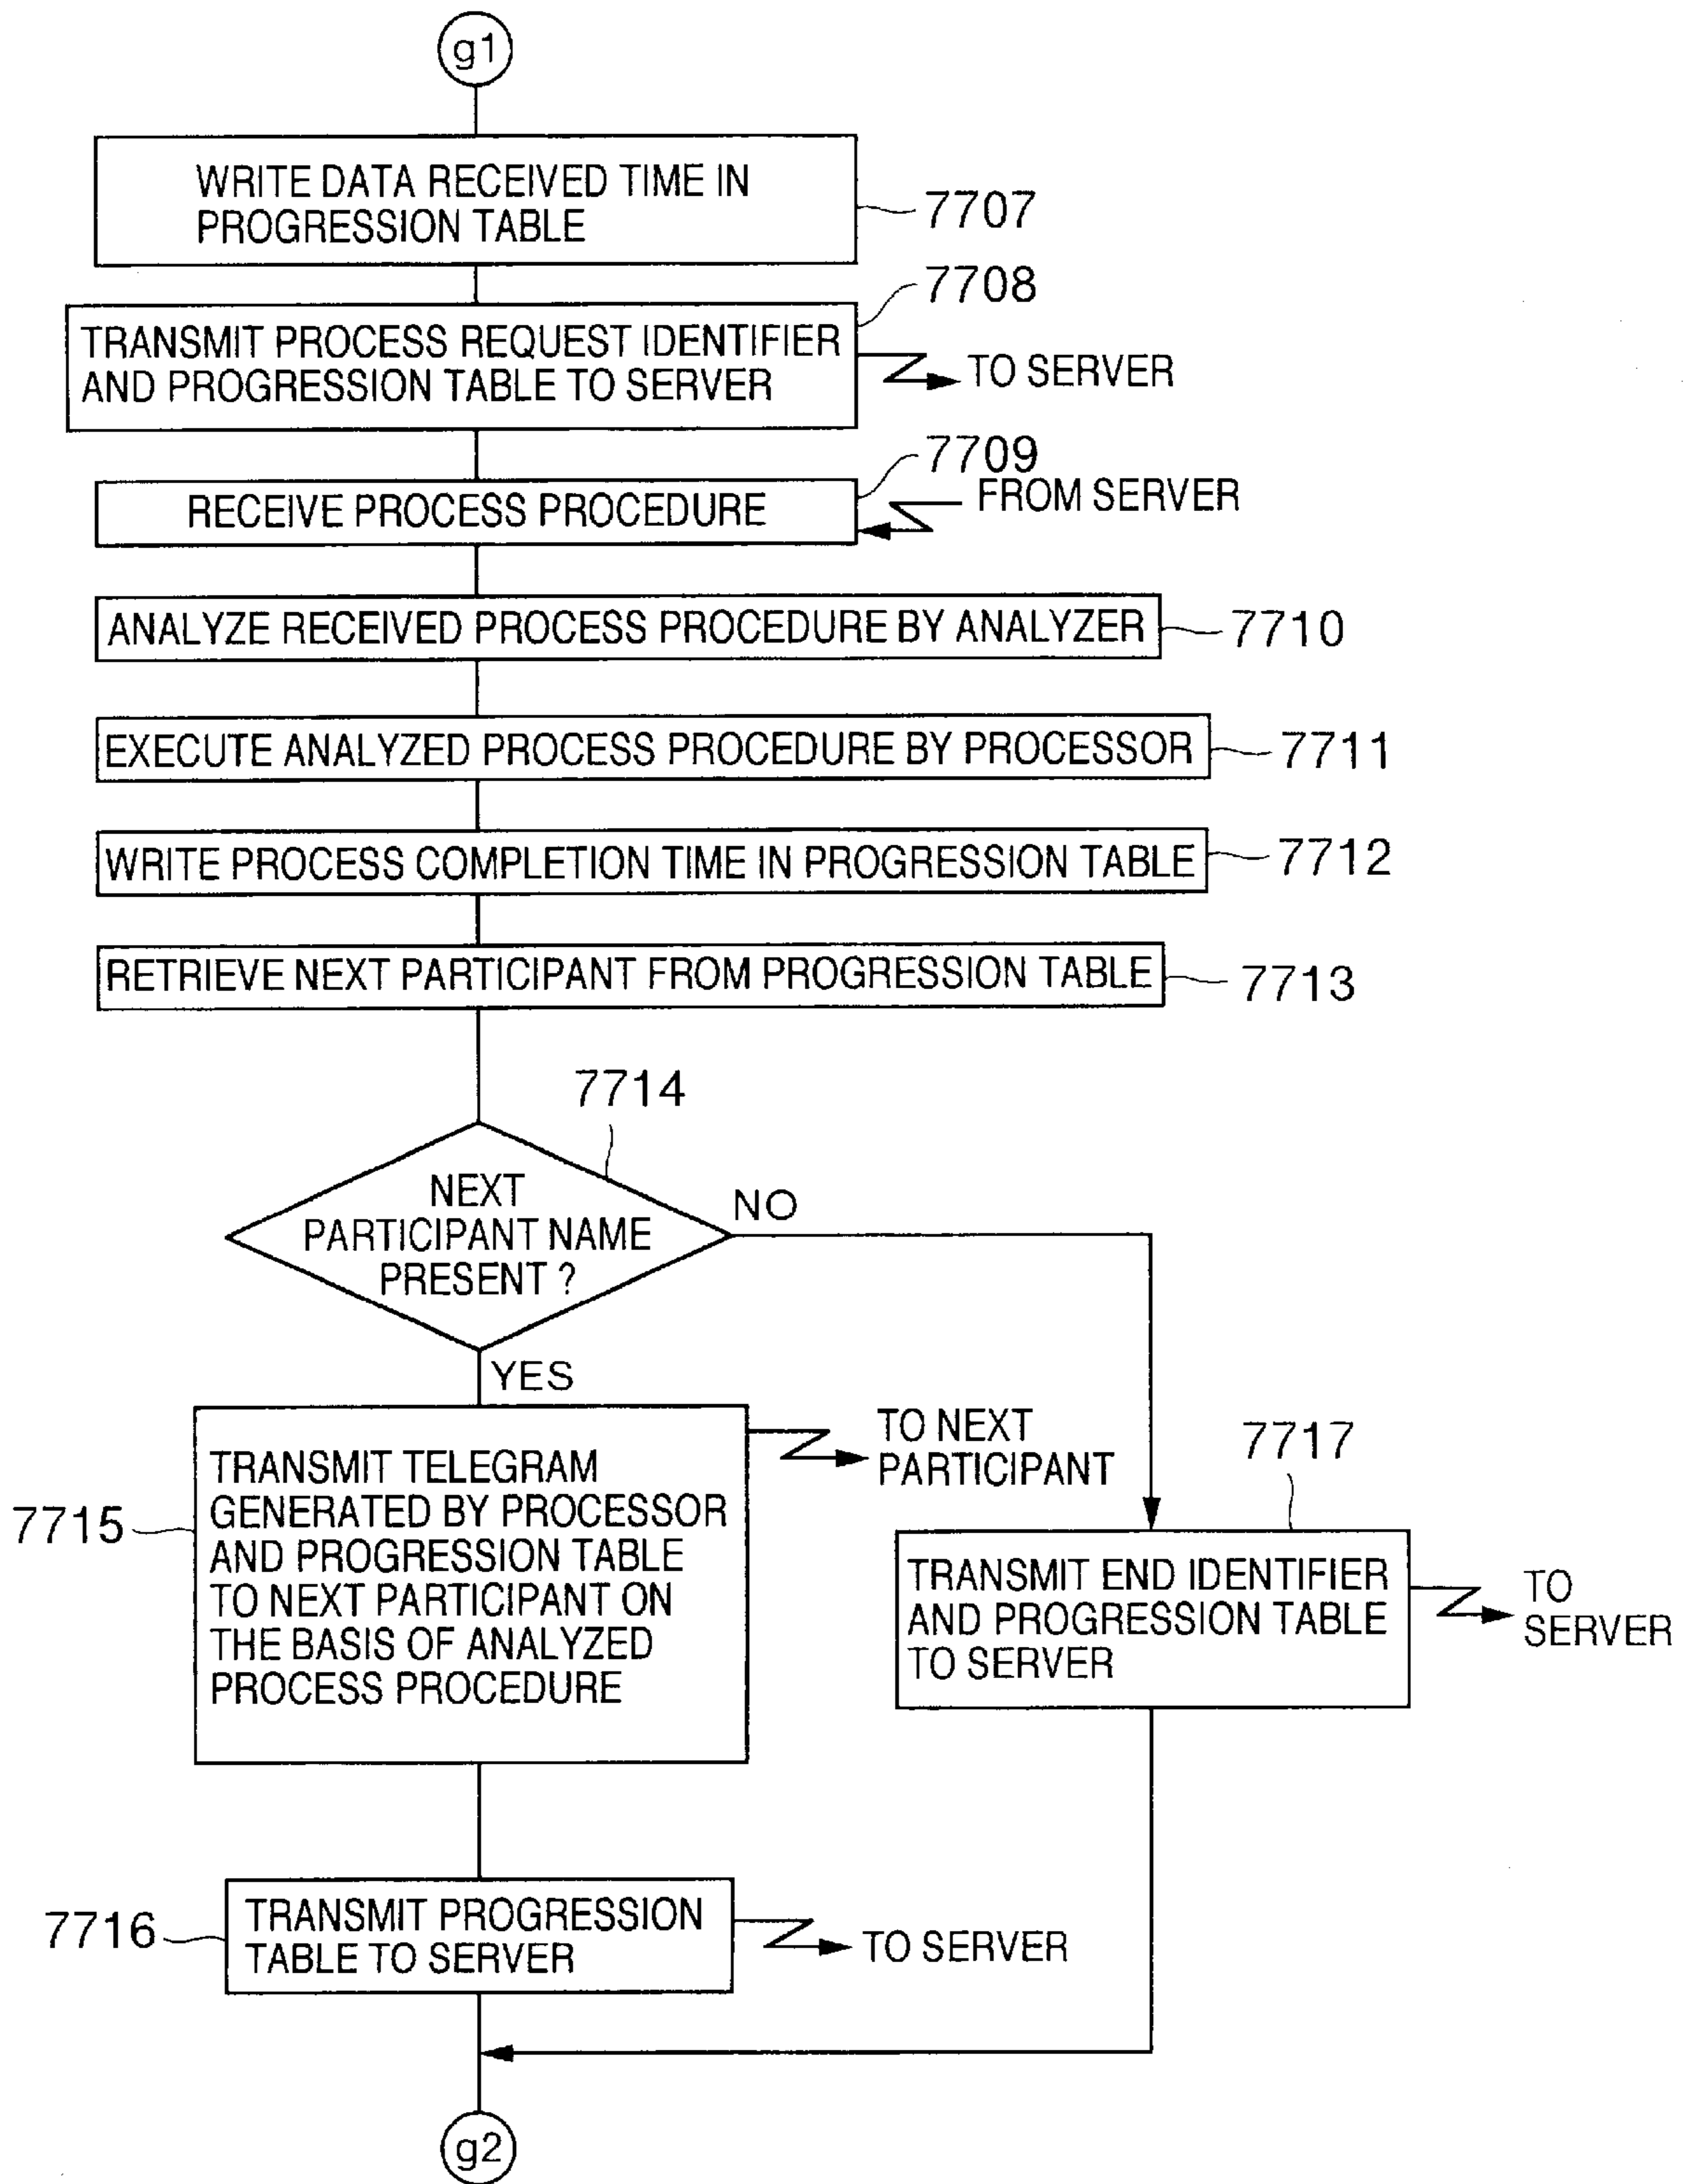 g1
WRITE DATA RECEIVED TIME IN
PROGRESSION TABLE
7707
7708
TRANSMIT PROCESS REQUEST IDENTIFIER
AND PROGRESSION TABLE TO SERVER
TO SERVER
7709
RECEIVE PROCESS PROCEDURE
FROM SERVER
ANALYZE RECEIVED PROCESS PROCEDURE BY ANALYZER
7710
EXECUTE ANALYZED PROCESS PROCEDURE BY PROCESSOR
7711
WRITE PROCESS COMPLETION TIME IN PROGRESSION TABLE
7712
RETRIEVE NEXT PARTICIPANT FROM PROGRESSION TABLE
7713
7714
NEXT
PARTICIPANT NAME
PRESENT ?
NO
YES
7715
TRANSMIT TELEGRAM
GENERATED BY PROCESSOR
AND PROGRESSION TABLE
TO NEXT PARTICIPANT ON
THE BASIS OF ANALYZED
PROCESS PROCEDURE
TO NEXT
PARTICIPANT
7717
TRANSMIT END IDENTIFIER
AND PROGRESSION TABLE
TO SERVER
TO
SERVER
7716
TRANSMIT PROGRESSION
TABLE TO SERVER
TO SERVER
g2